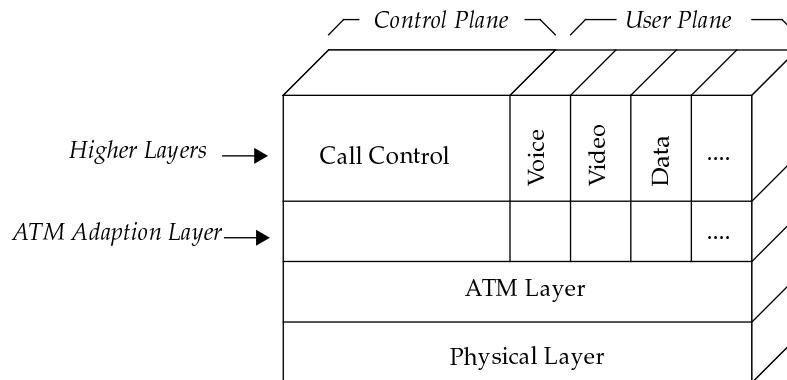 Control Plane User Plane
Higher Layers
Call Control
Voice
Video
Data
....
ATM Adaption Layer
....
ATM Layer
Physical Layer